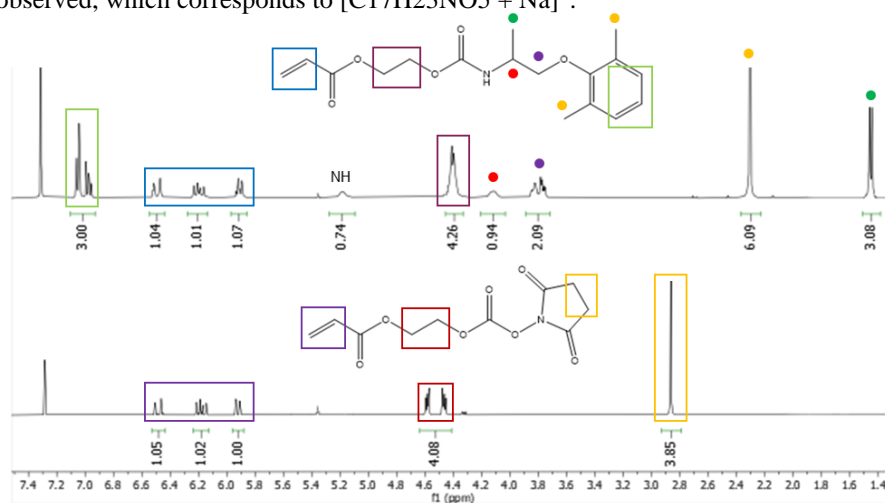 observed, which corresponds to [C17H23NO5 + Na]⁺.
O
O
O
O
O
N
H
O
NH
3.00
1.04
1.01
1.07
0.74
4.26
0.94
2.09
6.09
3.08
O
O
O
O
O
O
N
O
O
1.05
1.02
1.00
4.08
3.85
7.4 7.2 7.0 6.8 6.6 6.4 6.2 6.0 5.8 5.6 5.4 5.2 5.0 4.8 4.6 4.4 4.2 4.0 3.8 3.6 3.4 3.2 3.0 2.8 2.6 2.4 2.2 2.0 1.8 1.6 1.4
f1 (ppm)